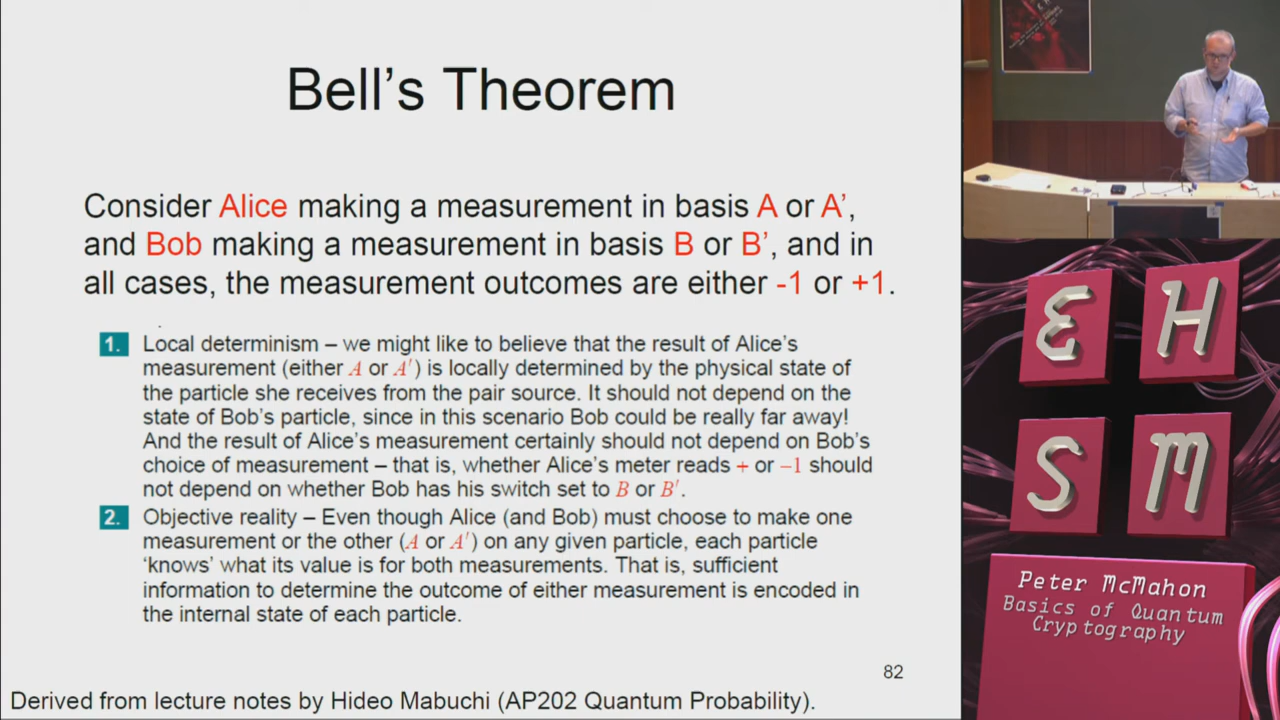 Bell's Theorem
Consider Alice making a measurement in basis A or A',
and Bob making a measurement in basis B or B', and in
all cases, the measurement outcomes are either -1 or +1.
1. Local determinism – we might like to believe that the result of Alice's
measurement (either A or A') is locally determined by the physical state of
the particle she receives from the pair source. It should not depend on the
state of Bob's particle, since in this scenario Bob could be really far away!
And the result of Alice's measurement certainly should not depend on Bob's
choice of measurement – that is, whether Alice's meter reads + or −1 should
not depend on whether Bob has his switch set to B or B'.
2. Objective reality – Even though Alice (and Bob) must choose to make one
measurement or the other (A or A') on any given particle, each particle
'knows' what its value is for both measurements. That is, sufficient
information to determine the outcome of either measurement is encoded in
the internal state of each particle.
82
Derived from lecture notes by Hideo Mabuchi (AP202 Quantum Probability).
E H
S M
Peter McMahon
Basics of Quantum
Cryptography